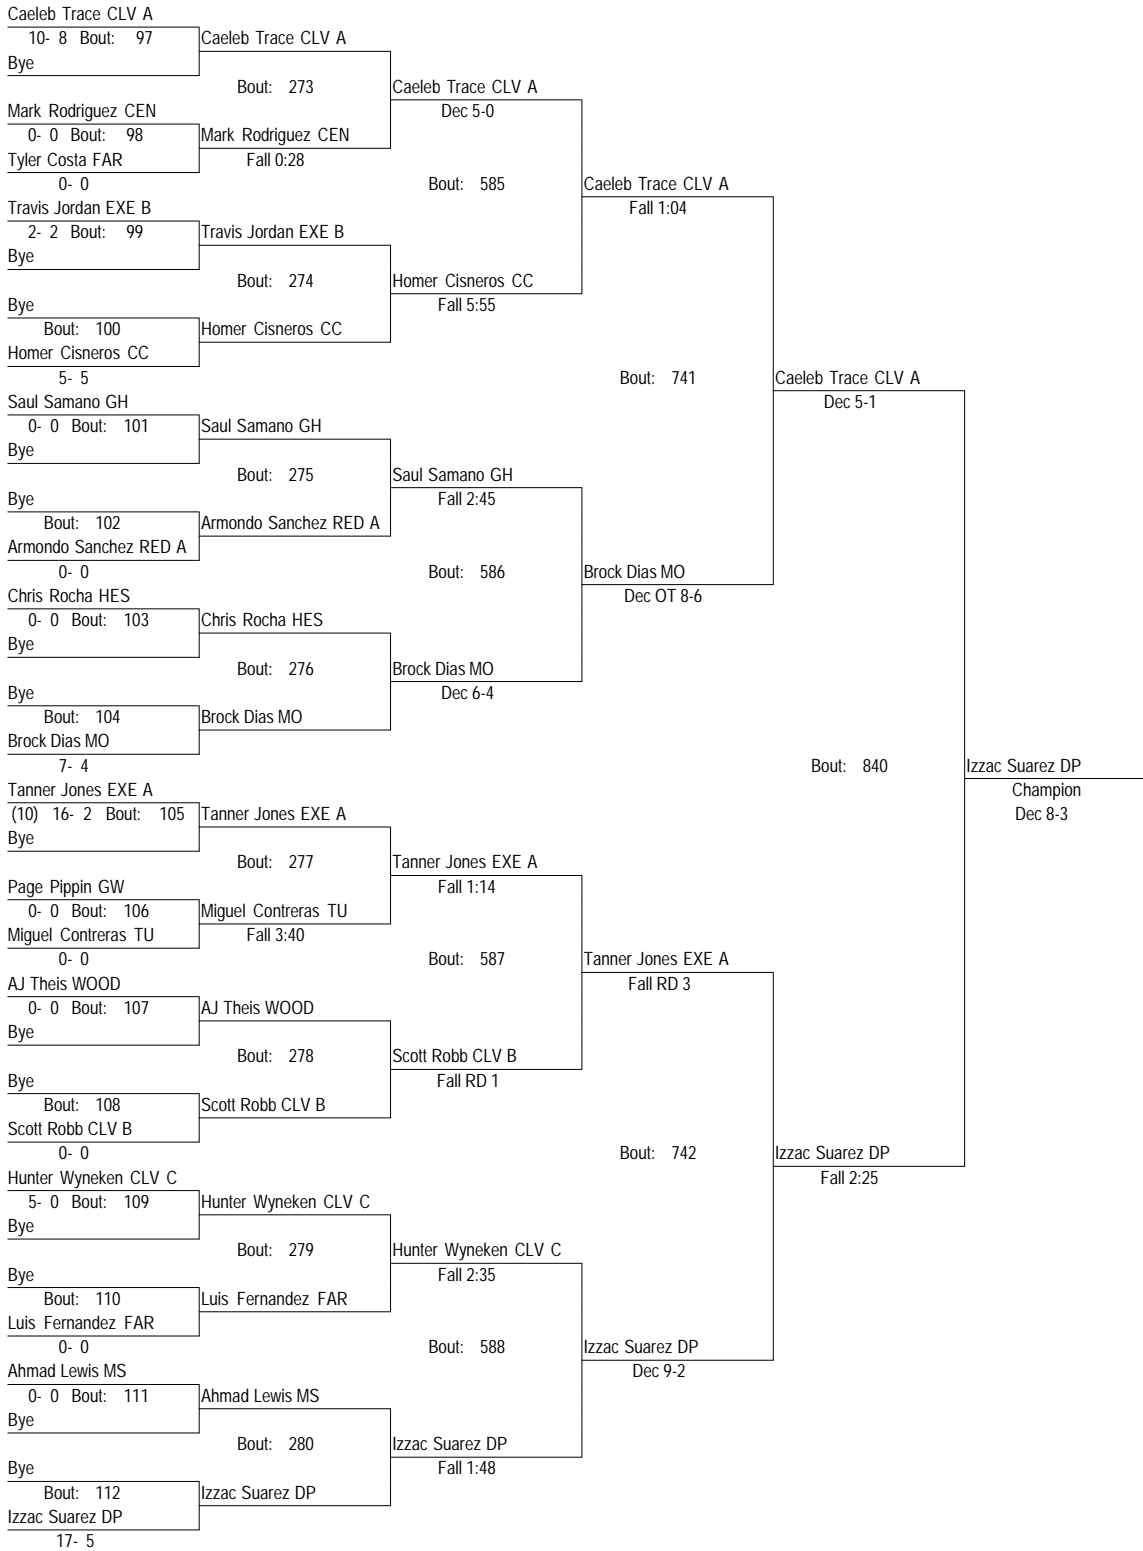 Caeleb Trace CLV A
10- 8 Bout: 97
Caeleb Trace CLV A
Bye
Bout: 273
Caeleb Trace CLV A
Mark Rodriguez CEN
Dec 5-0
0- 0 Bout: 98
Mark Rodriguez CEN
Tyler Costa FAR
Fall 0:28
0- 0
Bout: 585
Caeleb Trace CLV A
Travis Jordan EXE B
Fall 1:04
2- 2 Bout: 99
Travis Jordan EXE B
Bye
Bout: 274
Homer Cisneros CC
Bye
Fall 5:55
Bout: 100
Homer Cisneros CC
Homer Cisneros CC
5- 5
Bout: 741
Caeleb Trace CLV A
Saul Samano GH
Dec 5-1
0- 0 Bout: 101
Saul Samano GH
Bye
Bout: 275
Saul Samano GH
Bye
Fall 2:45
Bout: 102
Armondo Sanchez RED A
Armondo Sanchez RED A
0- 0
Bout: 586
Brock Dias MO
Chris Rocha HES
Dec OT 8-6
0- 0 Bout: 103
Chris Rocha HES
Bye
Bout: 276
Brock Dias MO
Bye
Dec 6-4
Bout: 104
Brock Dias MO
Brock Dias MO
7- 4
Bout: 840
Izzac Suarez DP
Tanner Jones EXE A
Champion
(10) 16- 2 Bout: 105
Tanner Jones EXE A
Dec 8-3
Bye
Bout: 277
Tanner Jones EXE A
Page Pippin GW
Fall 1:14
0- 0 Bout: 106
Miguel Contreras TU
Miguel Contreras TU
Fall 3:40
0- 0
Bout: 587
Tanner Jones EXE A
AJ Theis WOOD
Fall RD 3
0- 0 Bout: 107
AJ Theis WOOD
Bye
Bout: 278
Scott Robb CLV B
Bye
Fall RD 1
Bout: 108
Scott Robb CLV B
Scott Robb CLV B
0- 0
Bout: 742
Izzac Suarez DP
Hunter Wyneken CLV C
Fall 2:25
5- 0 Bout: 109
Hunter Wyneken CLV C
Bye
Bout: 279
Hunter Wyneken CLV C
Bye
Fall 2:35
Bout: 110
Luis Fernandez FAR
Luis Fernandez FAR
0- 0
Bout: 588
Izzac Suarez DP
Ahmad Lewis MS
Dec 9-2
0- 0 Bout: 111
Ahmad Lewis MS
Bye
Bout: 280
Izzac Suarez DP
Bye
Fall 1:48
Bout: 112
Izzac Suarez DP
Izzac Suarez DP
17- 5